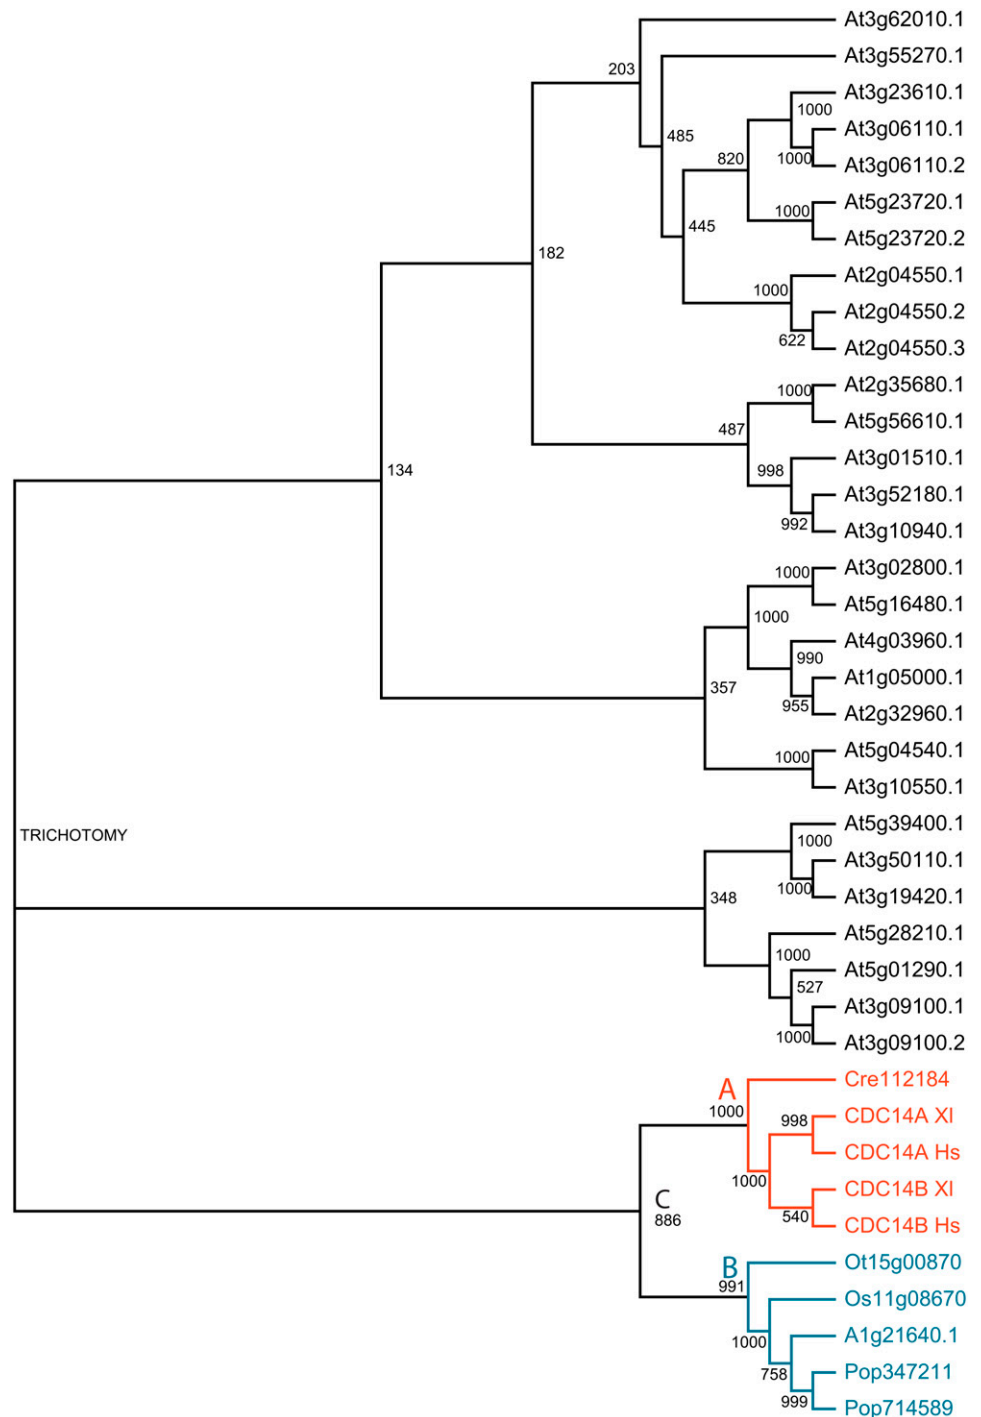 At3g62010.1
203
At3g55270.1
At3g23610.1
1000
At3g06110.1
485
820
1000
At3g06110.2
At5g23720.1
1000
445
At5g23720.2
182
At2g04550.1
1000
At2g04550.2
622
At2g04550.3
At2g35680.1
1000
At5g56610.1
487
At3g01510.1
998
134
At3g52180.1
992
At3g10940.1
At3g02800.1
1000
At5g16480.1
1000
At4g03960.1
990
At1g05000.1
357
955
At2g32960.1
At5g04540.1
1000
At3g10550.1
At5g39400.1
TRICHOTOMY
1000
At3g50110.1
1000
348
At3g19420.1
At5g28210.1
1000
At5g01290.1
527
At3g09100.1
1000
At3g09100.2
Cre112184
A
1000
CDC14A Xl
998
CDC14A Hs
1000
CDC14B Xl
C
886
540
CDC14B Hs
Ot15g00870
B
991
Os11g08670
1000
A1g21640.1
758
Pop347211
999
Pop714589